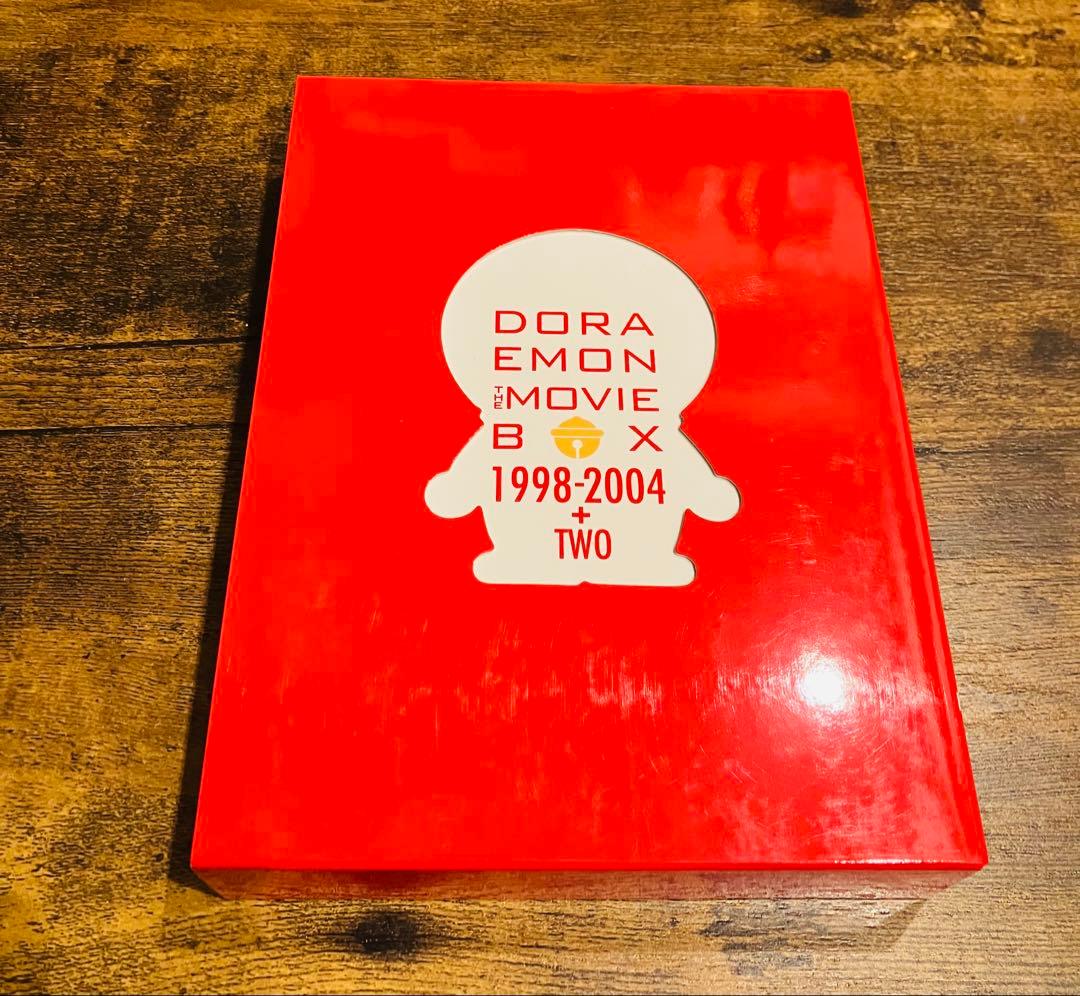 DORA
EMON
THE MOVIE
B X
1998-2004
+
TWO